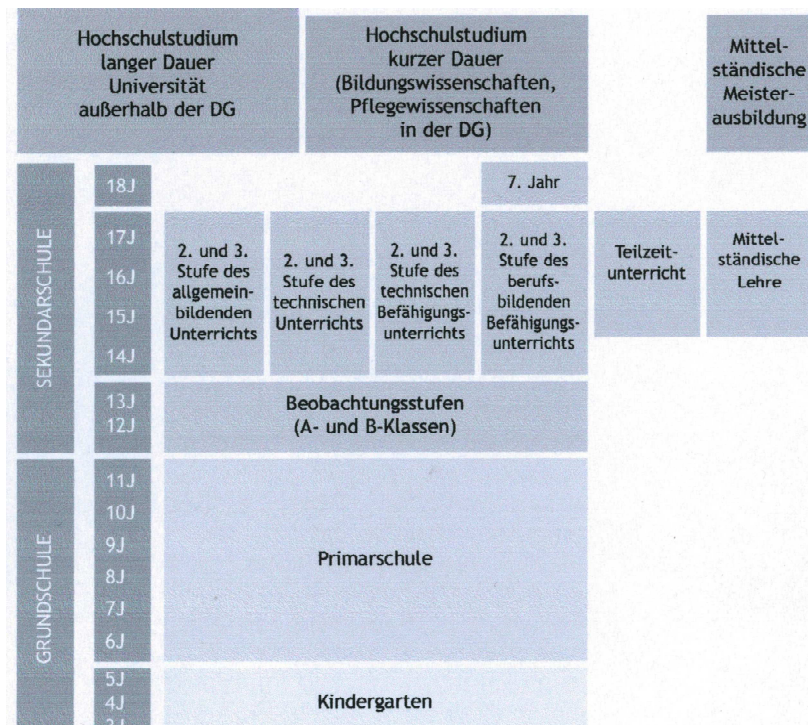 Hochschulstudium
langer Dauer
Universität
außerhalb der DG
Hochschulstudium
kurzer Dauer
(Bildungswissenschaften,
Pflegewissenschaften
in der DG)
Mittel-
ständische
Meister-
ausbildung
SEKUNDARSCHULE
18J
7. Jahr
17J
16J
15J
14J
2. und 3.
Stufe des
allgemein-
bildenden
Unterrichts
2. und 3.
Stufe des
technischen
Unterrichts
2. und 3.
Stufe des
technischen
Befähigungs-
unterrichts
2. und 3.
Stufe des
berufs-
bildenden
Befähigungs-
unterrichts
Teilzeit-
unterricht
Mittel-
ständische
Lehre
13J
12J
Beobachtungsstufen
(A- und B-Klassen)
GRUNDSCHULE
11J
10J
9J
8J
7J
6J
Primarschule
5J
4J
Kindergarten